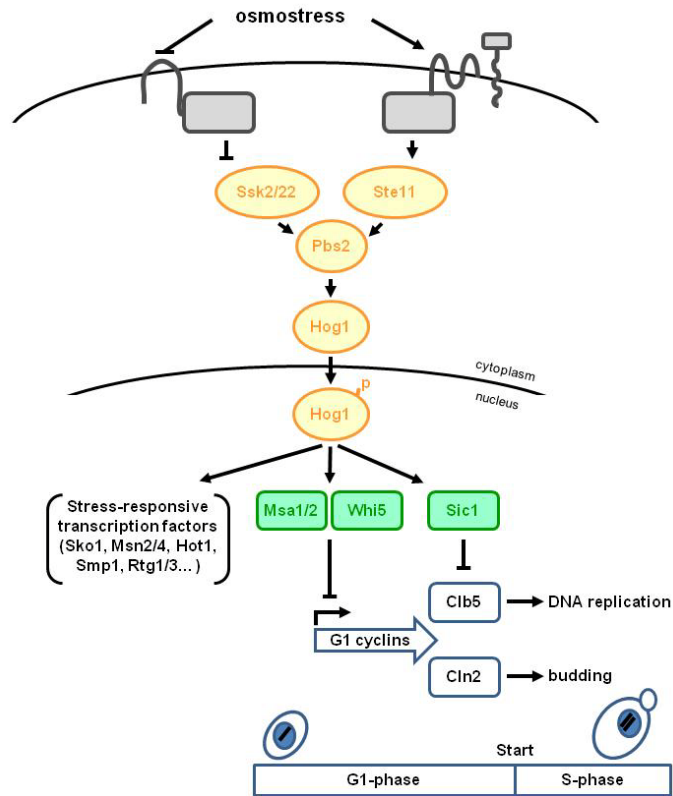 osmostress
Ssk2/22
Ste11
Pbs2
Hog1
cytoplasm
nucleus
p
Hog1
Stress-responsive
transcription factors
(Sko1, Msn2/4, Hot1,
Smp1, Rtg1/3... )
Msa1/2
Whi5
Sic1
Clb5
DNA replication
G1 cyclins
Cln2
budding
Start
G1-phase
S-phase